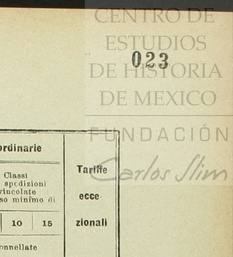 CENTRO DE
ESTUDIOS
DE HISTORIA
DE MEXICO
FUNDACIÓN
Carlos Slim
023
ordinarie
Classi
spedizioni
vincolate
so minimo di
10 15
onnellate
Tariffe
ecce-
zionali